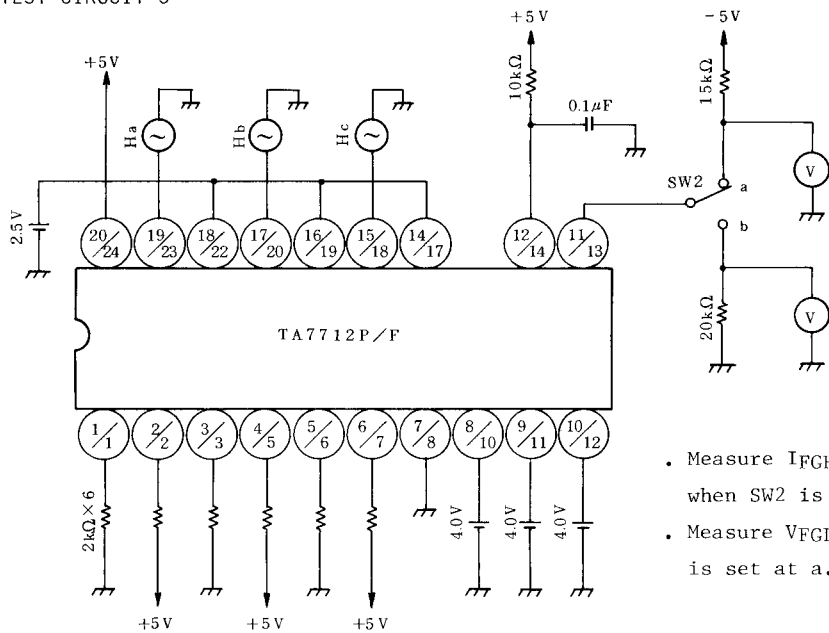 +5V
-5V
+5V
10kΩ
0.1μF
15kΩ
Ha
Hb
Hc
V
SW2
a
b
2.5V
20/24
19/23
18/22
17/20
16/19
15/18
14/17
12/14
11/13
20kΩ
V
TA7712P/F
1/1
2/2
3/3
4/5
5/6
6/7
7/8
8/10
9/11
10/12
2kΩ×6
4.0V
4.0V
4.0V
+5V
+5V
+5V
. Measure
when SW2 is
. Measure
is set at a.